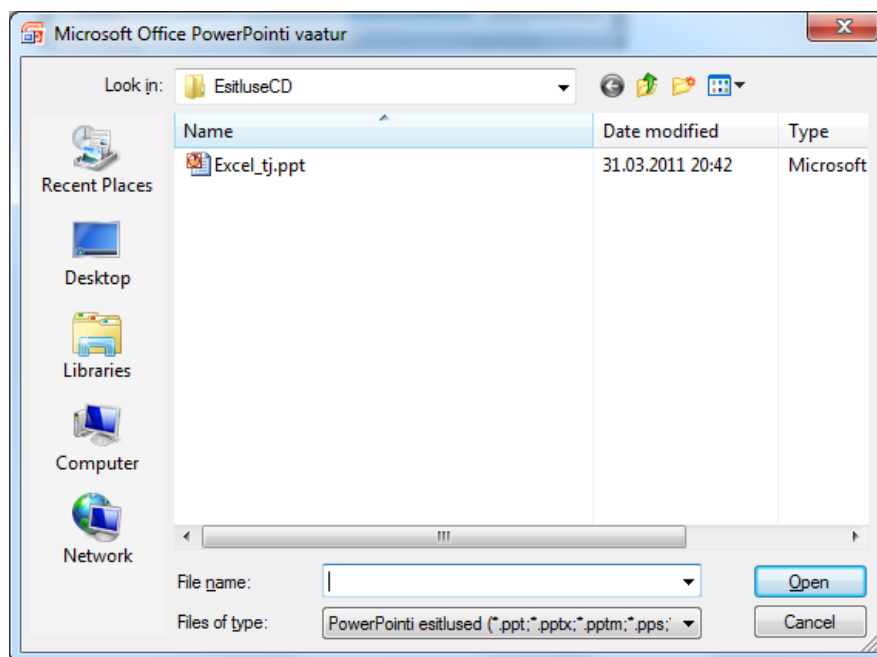 Microsoft Office PowerPointi vaatur
Look in: EsitluseCD
Name Date modified Type
Excel_tj.ppt 31.03.2011 20:42 Microsoft
Recent Places
Desktop
Libraries
Computer
Network
File name: Open
Files of type: PowerPointi esitlused (*.ppt;*.pptx;*.pptm;*.pps;* Cancel